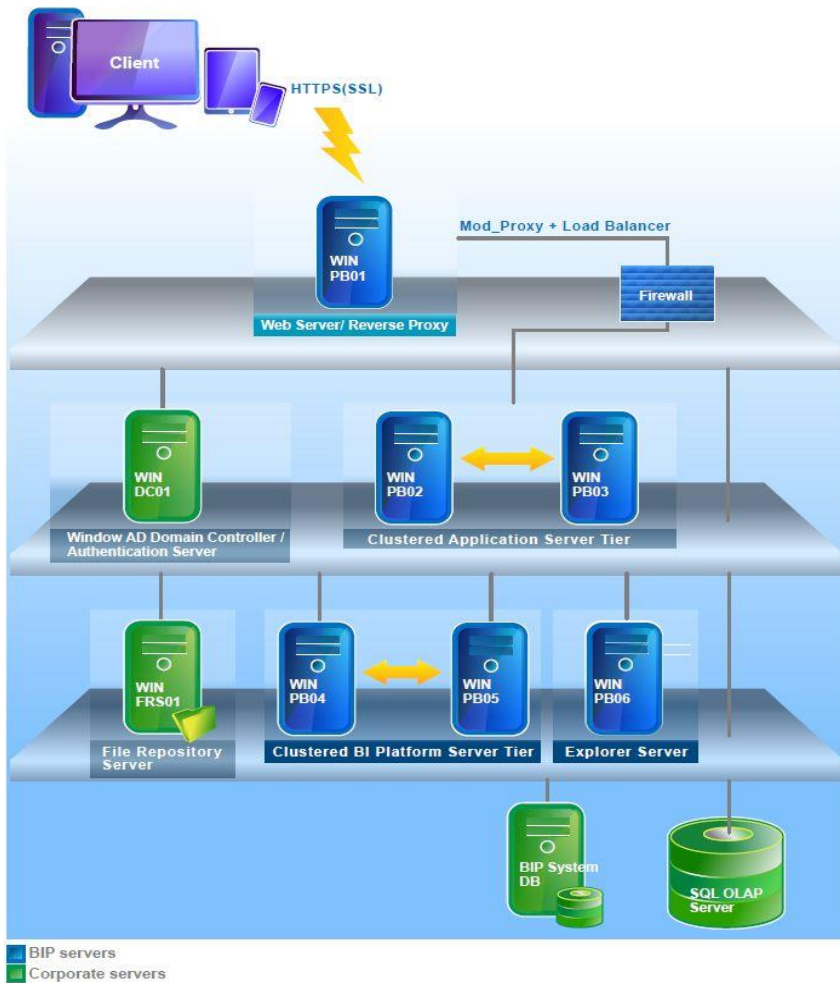 Client
HTTPS(SSL)
WIN
PB01
Mod_Proxy + Load Balancer
Firewall
Web Server/ Reverse Proxy
WIN
DC01
WIN
PB02
WIN
PB03
Window AD Domain Controller /
Authentication Server
Clustered Application Server Tier
WIN
FRS01
WIN
PB04
WIN
PB05
WIN
PB06
File Repository
Server
Clustered BI Platform Server Tier
Explorer Server
BIP System
DB
SQL OLAP
Server
BIP servers
Corporate servers